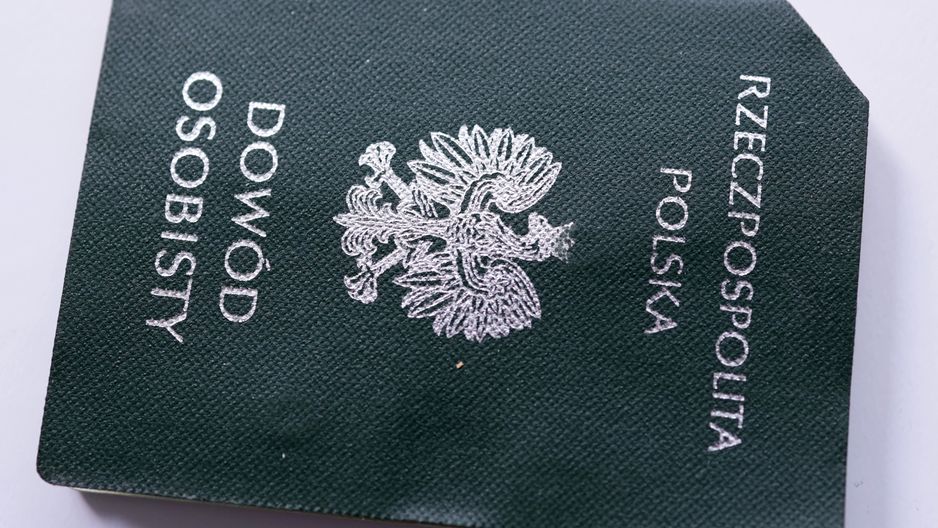 RZECZPOSPOLITA
POLSKA
DOWÓD
OSOBISTY